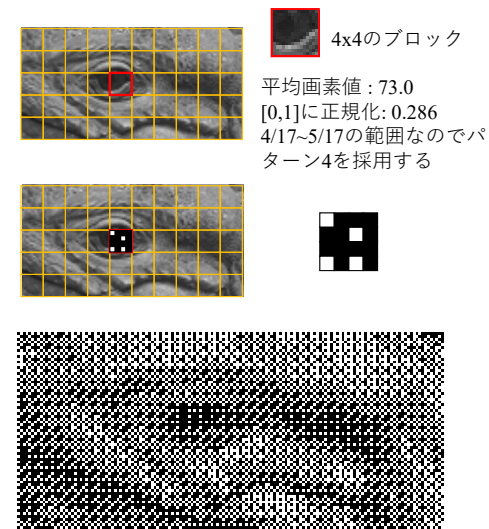 4x4のブロック
平均画素値 : 73.0
[0,1]に正規化: 0.286
4/17~5/17の範囲なのでパ
ターン4を採用する